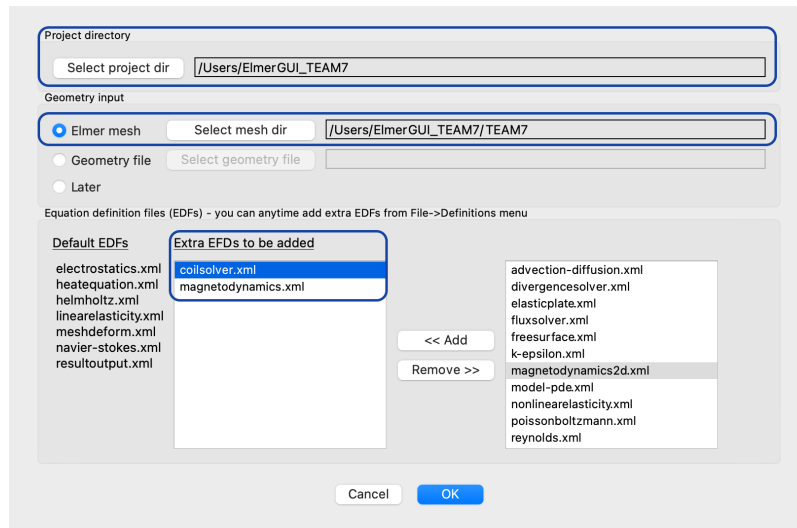 Project directory
Select project dir /Users/ElmerGUI_TEAM7
Geometry input
Elmer mesh Select mesh dir /Users/ElmerGUI_TEAM7/TEAM7
Geometry file Select geometry file
Later
Equation definition files (EDFs) - you can anytime add extra EDFs from File->Definitions menu
Default EDFs
electrostatics.xml
heatequation.xml
helmholtz.xml
linearelasticity.xml
meshdeform.xml
navier-stokes.xml
resultoutput.xml
Extra EFDs to be added
coilsolver.xml
magnetodynamics.xml
<< Add
Remove >>
advection-diffusion.xml
divergencesolver.xml
elasticplate.xml
fluxsolver.xml
freesurface.xml
k-epsilon.xml
magnetodynamics2d.xml
model-pde.xml
nonlinearelasticity.xml
poissonboltzmann.xml
reynolds.xml
Cancel OK